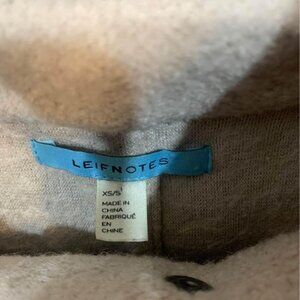 LEIFNOTES
XS/S
MADE IN
CHINA
FABRIQUÉ
EN
CHINE